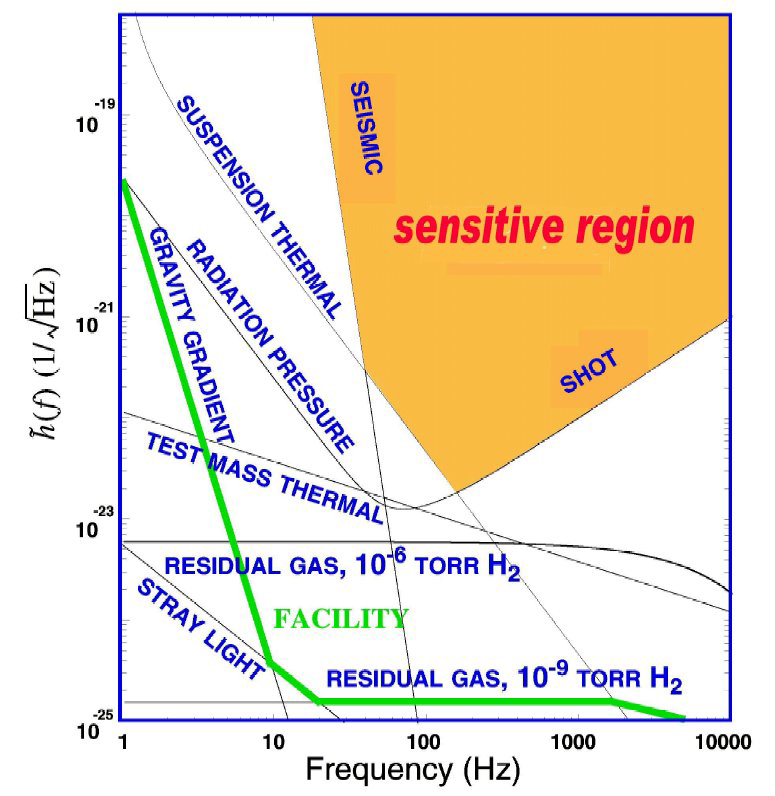 10^-19
10^-21
10^-23
10^-25
h̃(f) (1/√Hz)
SEISMIC
SUSPENSION THERMAL
sensitive region
RADIATION PRESSURE
GRAVITY GRADIENT
SHOT
TEST MASS THERMAL
RESIDUAL GAS, 10^-6 TORR H₂
STRAY LIGHT
FACILITY
RESIDUAL GAS, 10^-9 TORR H₂
1 10 100 1000 10000
Frequency (Hz)